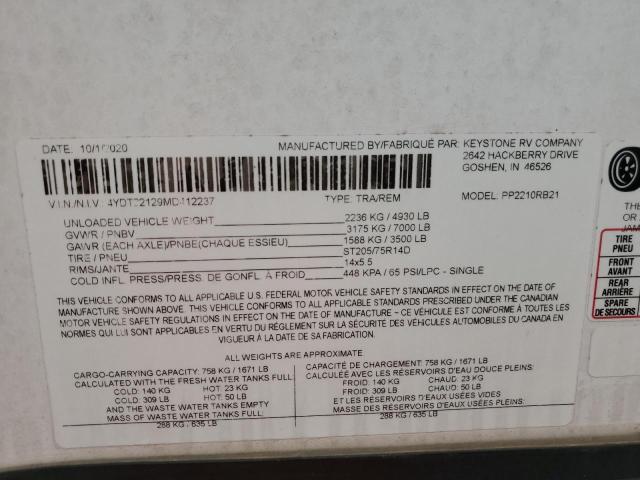 DATE: 10/1 /2020
MANUFACTURED BY/FABRIQUÉ PAR: KEYSTONE RV COMPANY
2642 HACKBERRY DRIVE
GOSHEN, IN 46526
V.I.N./N.I.V.:
TYPE: TRA/REM
MODEL: PP2210RB21
UNLOADED VEHICLE WEIGHT 2236 KG / 4930 LB
GVWR / PNBV 3175 KG / 7000 LB
GAWR (EACH AXLE)/PNBE(CHAQUE ESSIEU) 1588 KG / 3500 LB
TIRE / PNEU ST205/75R14D
RIMS/JANTE 14x5.5
COLD INFL. PRESS/PRESS. DE GONFL. À FROID 448 KPA / 65 PSI/LPC - SINGLE
THIS VEHICLE CONFORMS TO ALL APPLICABLE U.S. FEDERAL MOTOR VEHICLE SAFETY STANDARDS IN EFFECT ON THE DATE OF
MANUFACTURE SHOWN ABOVE. THIS VEHICLE CONFORMS TO ALL APPLICABLE STANDARDS PRESCRIBED UNDER THE CANADIAN
MOTOR VEHICLE SAFETY REGULATIONS IN EFFECT ON THE DATE OF MANUFACTURE – CE VÉHICULE EST CONFORME À TOUTES LES
NORMES QUI LUI SONT APPLICABLES EN VERTU DU RÈGLEMENT SUR LA SÉCURITÉ DES VÉHICULES AUTOMOBILES DU CANADA EN
VIGUEUR À LA DATE DE SA FABRICATION.
ALL WEIGHTS ARE APPROXIMATE
CARGO-CARRYING CAPACITY: 758 KG / 1671 LB
CALCULATED WITH THE FRESH WATER TANKS FULL
COLD: 140 KG HOT: 23 KG
COLD: 309 LB HOT: 50 LB
AND THE WASTE WATER TANKS EMPTY
MASS OF WASTE WATER TANKS FULL:
288 KG / 635 LB
CAPACITÉ DE CHARGEMENT: 758 KG / 1671 LB
CALCULÉE AVEC LES RÉSERVOIRS D'EAU DOUCE PLEINS:
FROID: 140 KG CHAUD: 23 KG
FROID: 309 LB CHAUD: 50 LB
ET LES RÉSERVOIRS D'EAUX USÉES VIDES
MASSE DES RÉSERVOIRS D'EAUX USÉES PLEINS:
288 KG / 635 LB
TIRE
PNEU
FRONT
AVANT
REAR
ARRIÈRE
SPARE
DE SECOURS